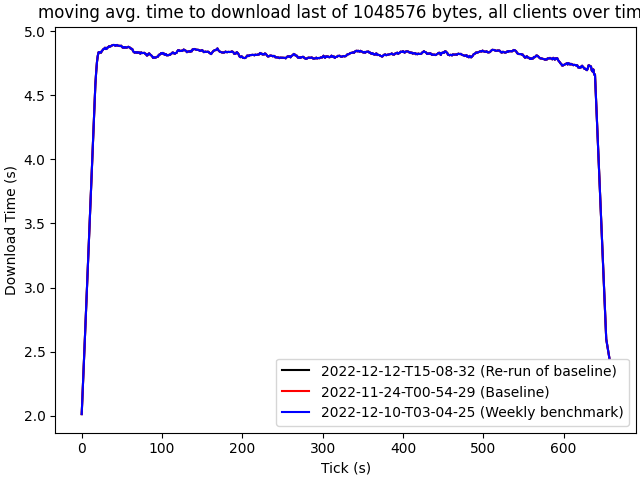 moving avg. time to download last of 1048576 bytes, all clients over tim
5.0
4.5
4.0
3.5
3.0
2.5
2.0
Download Time (s)
2022-12-12-T15-08-32 (Re-run of baseline)
2022-11-24-T00-54-29 (Baseline)
2022-12-10-T03-04-25 (Weekly benchmark)
0 100 200 300 400 500 600
Tick (s)